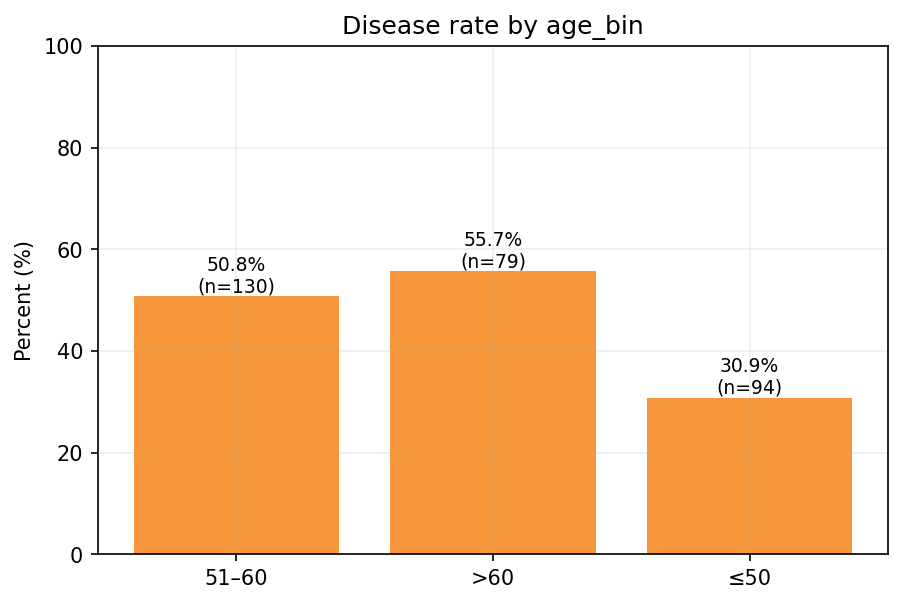 Disease rate by age_bin
Percent (%)
100
80
60
40
20
0
50.8%
(n=130)
55.7%
(n=79)
30.9%
(n=94)
51–60
>60
≤50